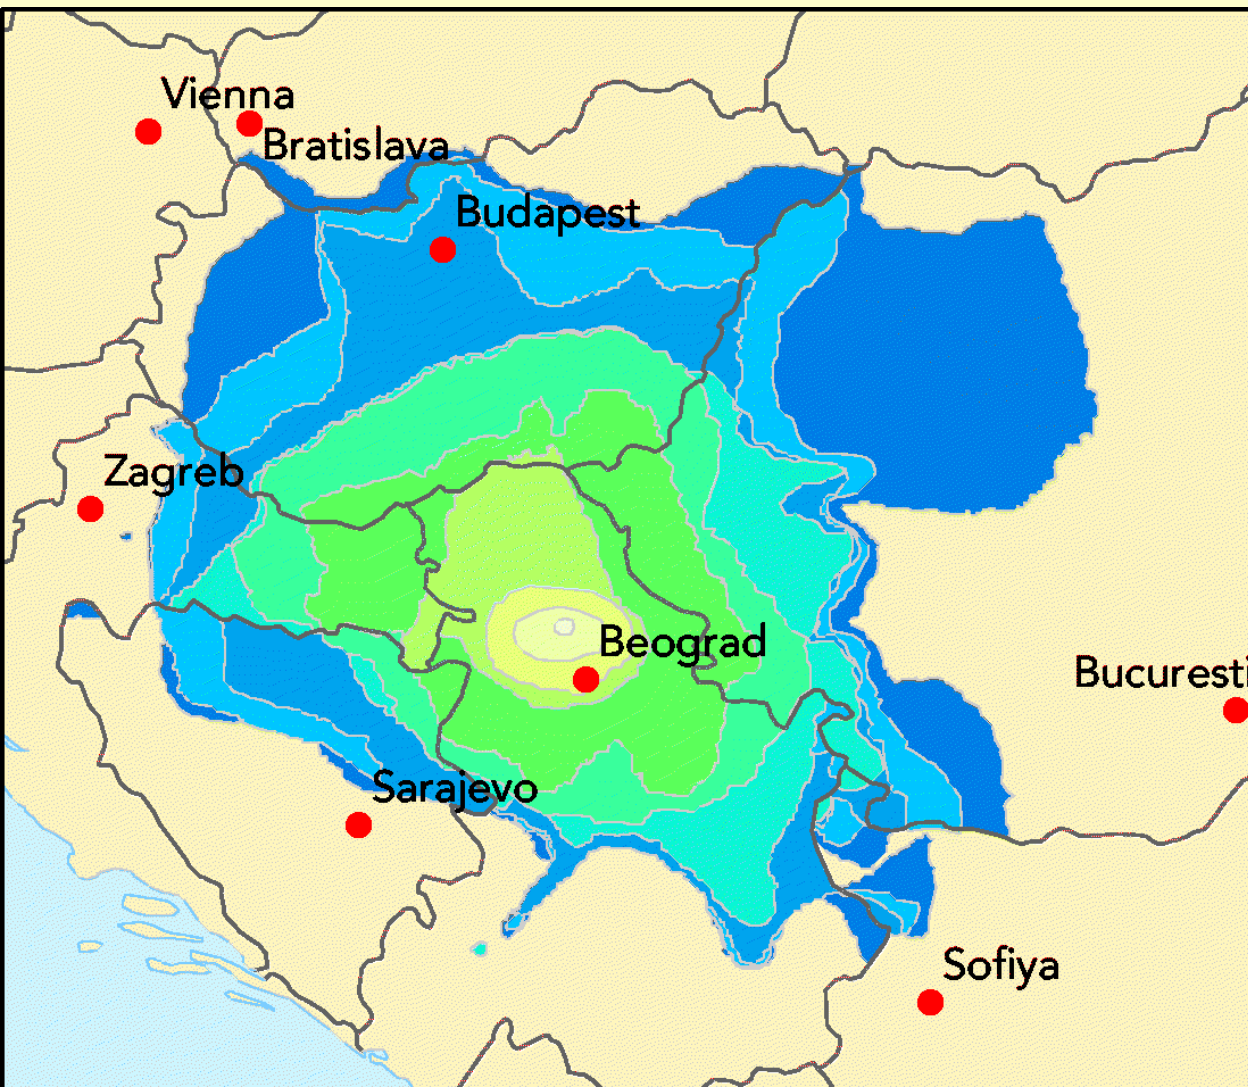 Vienna
Bratislava
Budapest
Zagreb
Beograd
Bucuresti
Sarajevo
Sofiya